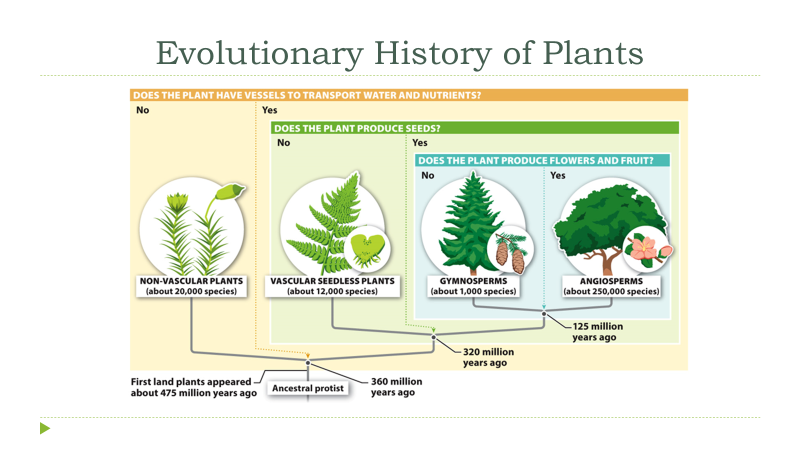 Evolutionary History of Plants
DOES THE PLANT HAVE VESSELS TO TRANSPORT WATER AND NUTRIENTS?
No
Yes
DOES THE PLANT PRODUCE SEEDS?
No
Yes
DOES THE PLANT PRODUCE FLOWERS AND FRUIT?
No
Yes
NON-VASCULAR PLANTS
(about 20,000 species)
VASCULAR SEEDLESS PLANTS
(about 12,000 species)
GYMNOSPERMS
(about 1,000 species)
ANGIOSPERMS
(about 250,000 species)
125 million
years ago
320 million
years ago
First land plants appeared
about 475 million years ago
Ancestral protist
360 million
years ago